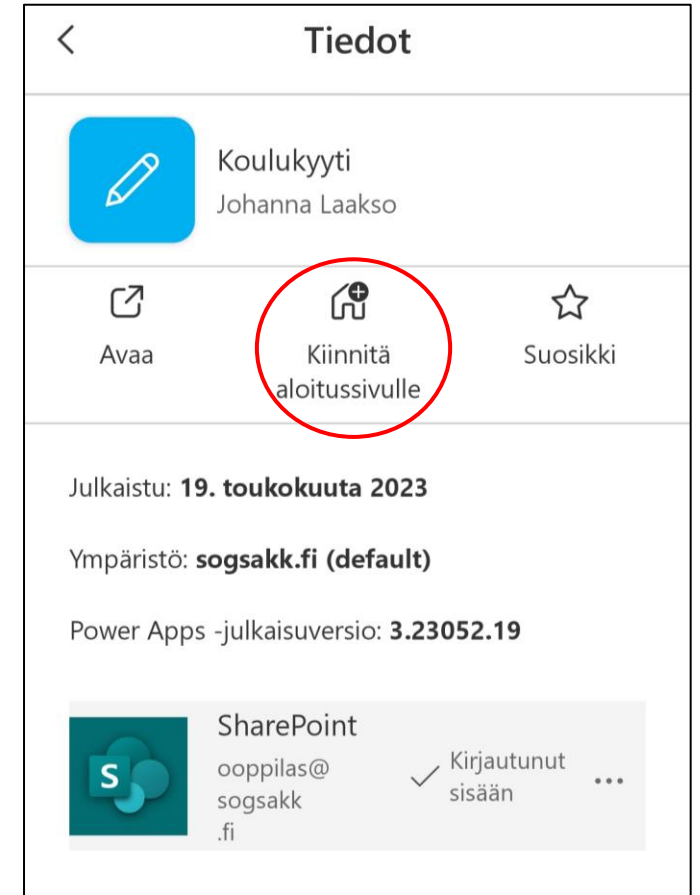 Tiedot
Koulukyyti
Johanna Laakso
Avaa
Kiinnitä
aloitussivulle
Suosikki
Julkaistu: 19. toukokuuta 2023
Ympäristö: sogsakk.fi (default)
Power Apps -julkaisuversio: 3.23052.19
S
SharePoint
ooppilas@
sogsakk
.fi
Kirjautunut
sisään